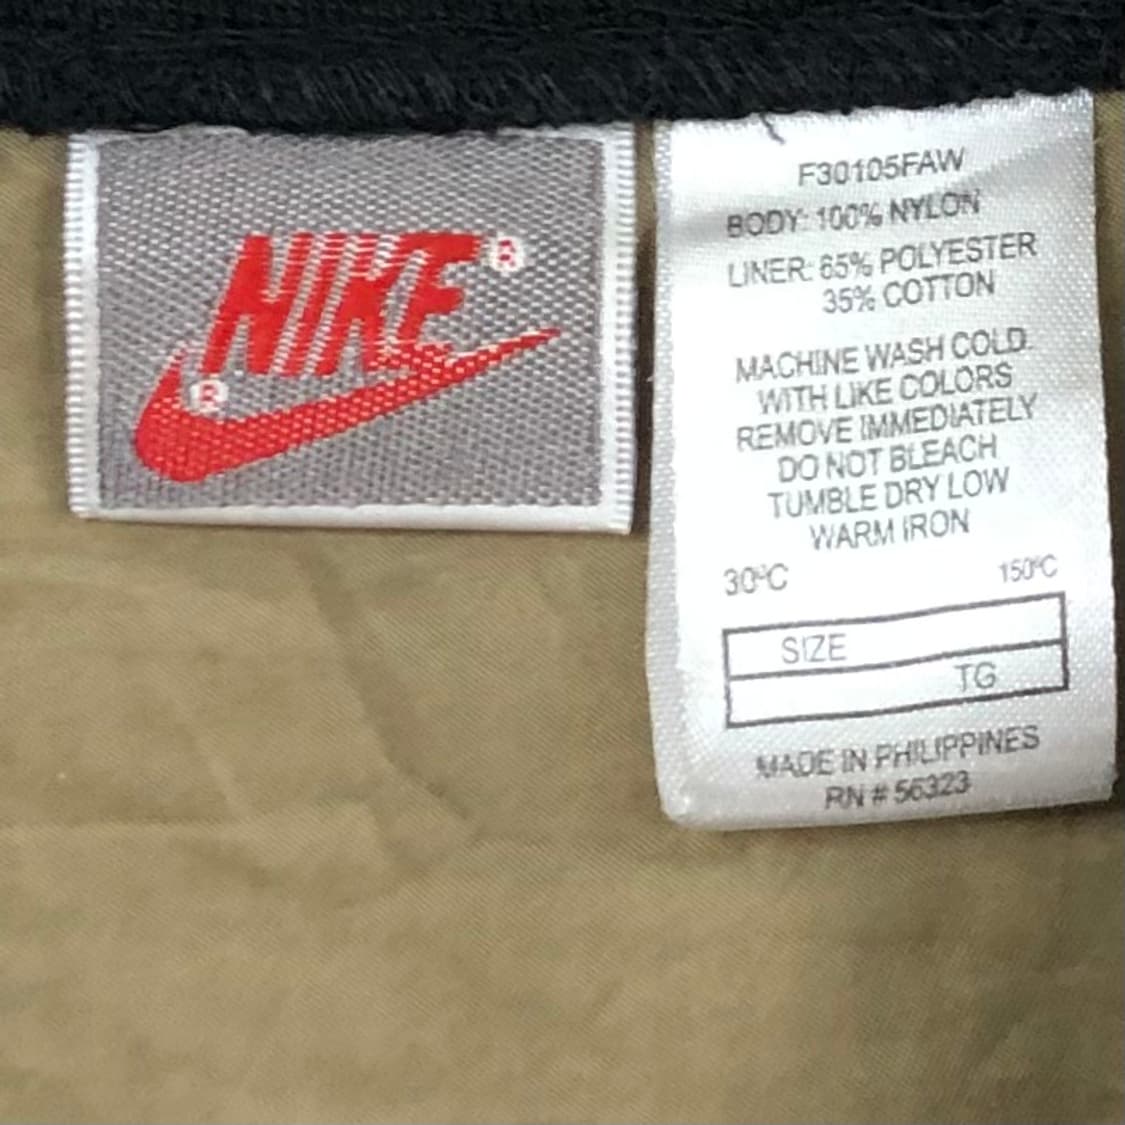 NIKE®
®
F30105FAW
BODY: 100% NYLON
LINER: 65% POLYESTER
35% COTTON
MACHINE WASH COLD.
WITH LIKE COLORS
REMOVE IMMEDIATELY
DO NOT BLEACH
TUMBLE DRY LOW
WARM IRON
30°C 150°C
SIZE
TG
MADE IN PHILIPPINES
RN # 56323